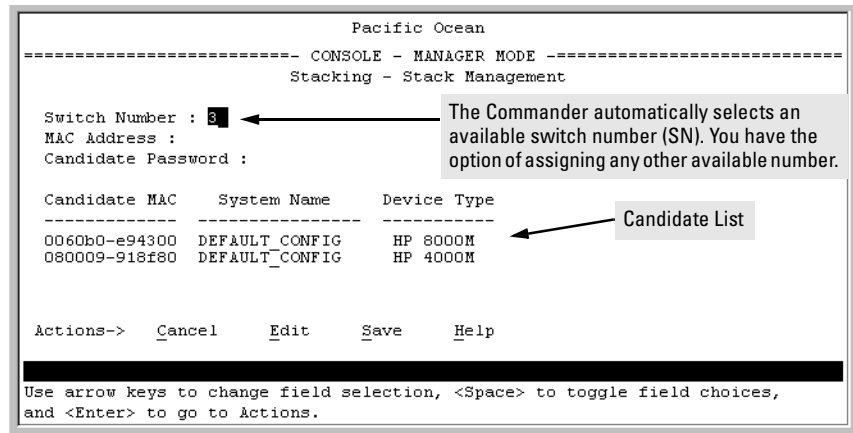 Pacific Ocean
==========================- CONSOLE - MANAGER MODE -============================
Stacking - Stack Management
Switch Number : 3
The Commander automatically selects an
available switch number (SN). You have the
option of assigning any other available number.
MAC Address :
Candidate Password :
Candidate MAC System Name Device Type
------------- ---------------- -----------
Candidate List
0060b0-e94300 DEFAULT_CONFIG HP 8000M
080009-918f80 DEFAULT_CONFIG HP 4000M
Actions-> Cancel Edit Save Help
Use arrow keys to change field selection, <Space> to toggle field choices,
and <Enter> to go to Actions.